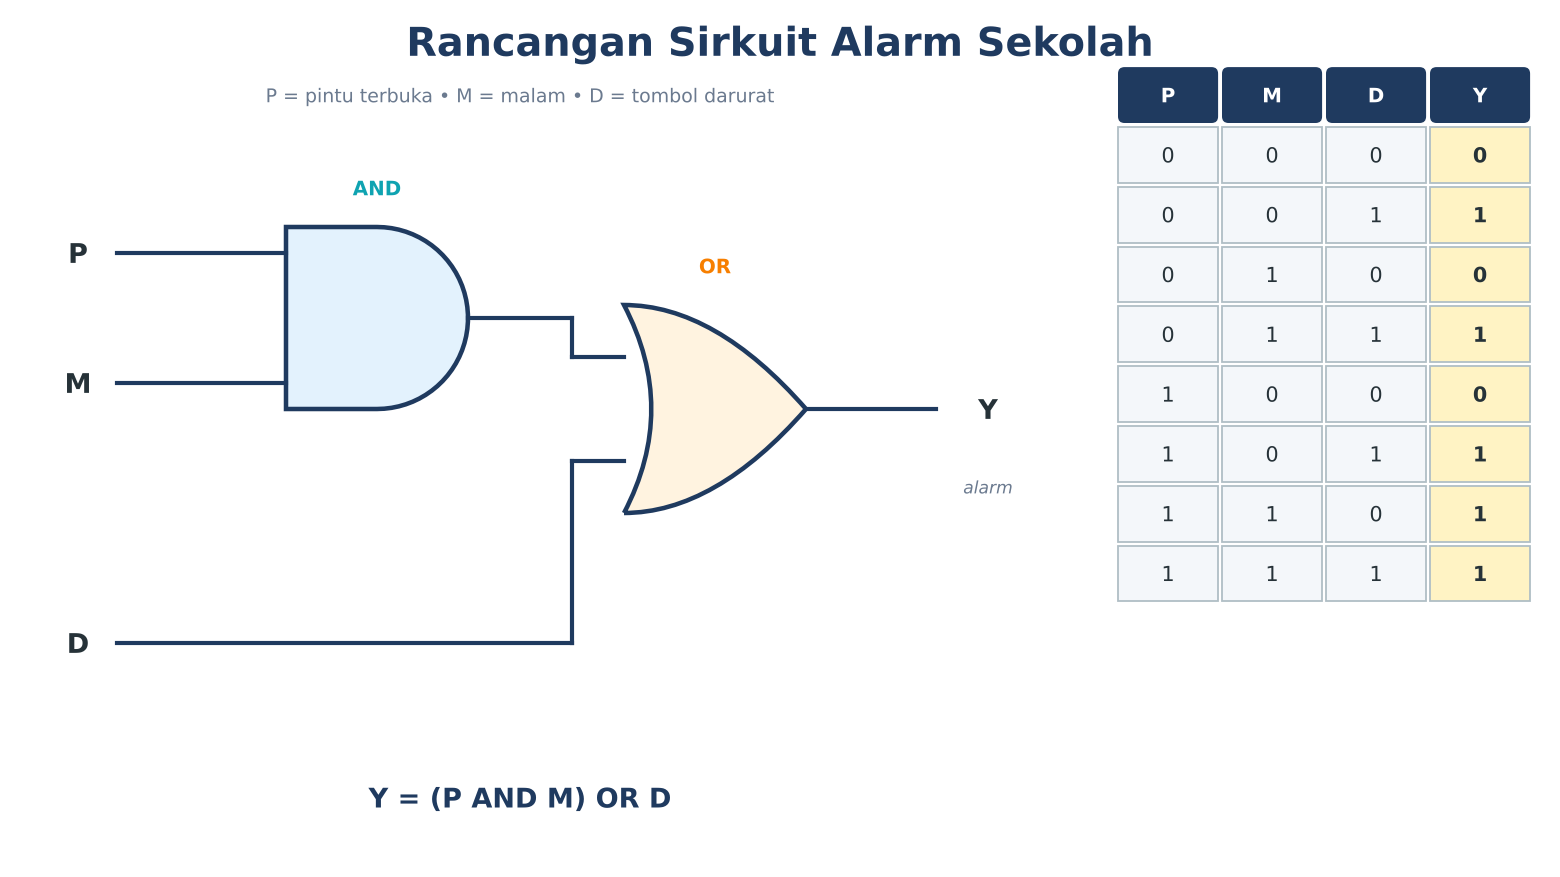 Rancangan Sirkuit Alarm Sekolah
P = pintu terbuka • M = malam • D = tombol darurat
AND
P
M
OR
Y
alarm
D
Y = (P AND M) OR D
P M D Y
0 0 0 0
0 0 1 1
0 1 0 0
0 1 1 1
1 0 0 0
1 0 1 1
1 1 0 1
1 1 1 1